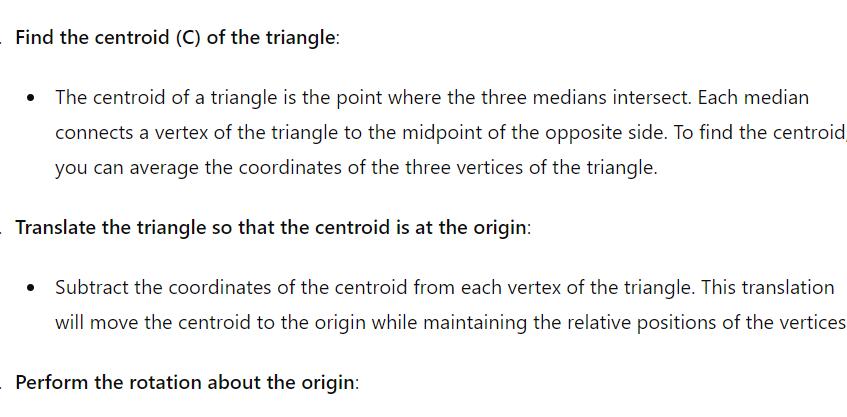 Find the centroid (C) of the triangle:
• The centroid of a triangle is the point where the three medians intersect. Each median
connects a vertex of the triangle to the midpoint of the opposite side. To find the centroid,
you can average the coordinates of the three vertices of the triangle.
Translate the triangle so that the centroid is at the origin:
• Subtract the coordinates of the centroid from each vertex of the triangle. This translation
will move the centroid to the origin while maintaining the relative positions of the vertices
Perform the rotation about the origin: